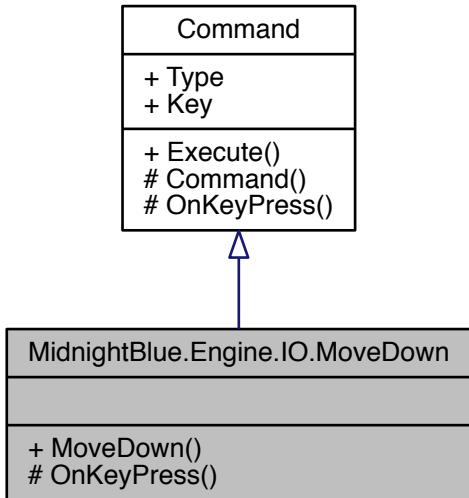 Command
+ Type
+ Key
+ Execute()
# Command()
# OnKeyPress()
MidnightBlue.Engine.IO.MoveDown
+ MoveDown()
# OnKeyPress()